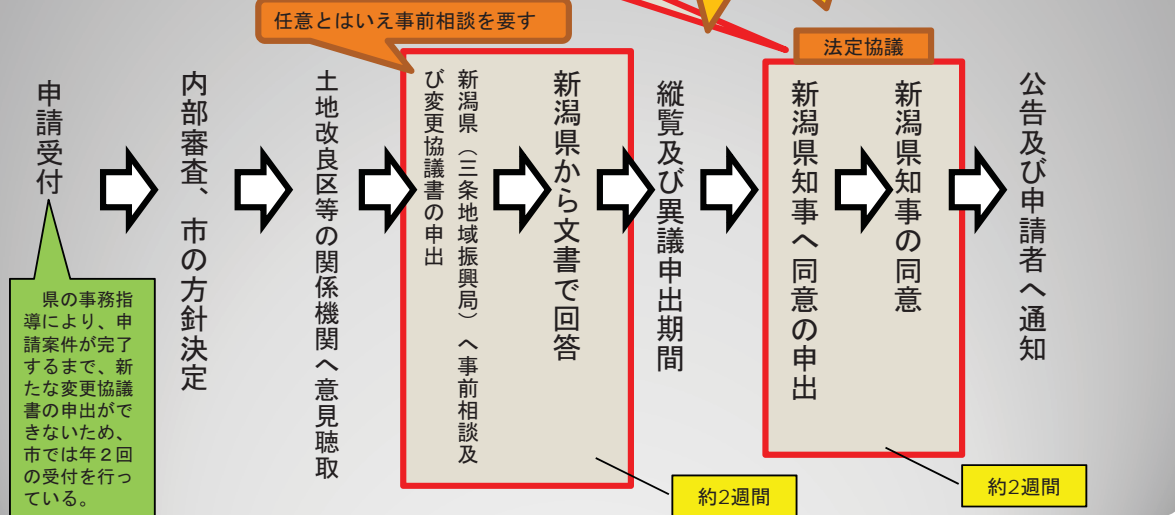 任意とはいえ事前相談を要す
法定協議
申請受付
県の事務指
導により、申
請案件が完了
するまで、新
たな変更協議
書の申出がで
きないため、
市では年２回
の受付を行っ
ている。
内部審査、市の方針決定
土地改良区等の関係機関へ意見聴取
新潟県（三条地域振興局）へ事前相談及
び変更協議書の申出
新潟県から文書で回答
約2週間
縦覧及び異議申出期間
新潟県知事へ同意の申出
新潟県知事の同意
約2週間
公告及び申請者へ通知